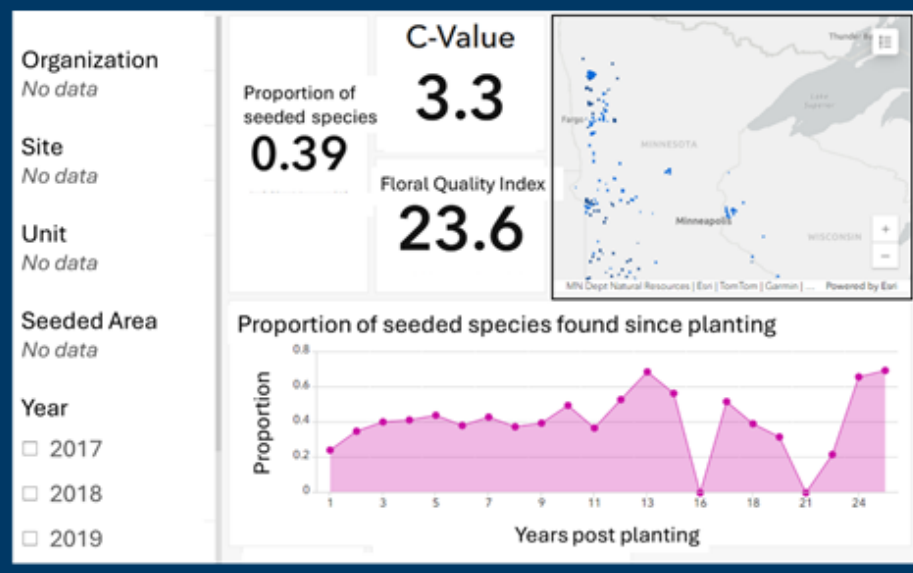 Organization
No data
Site
No data
Unit
No data
Seeded Area
No data
Year
2017
2018
2019
Proportion of
seeded species
0.39
C-Value
3.3
Floral Quality Index
23.6
Fargo
MINNESOTA
Lake
Superior
Minneapolis
WISCONSIN
MN Dept Natural Resources | Esri | TomTom | Garmin | ...
Powered by Esri
Proportion of seeded species found since planting
Proportion
0.8
0.6
0.4
0.2
0
1
3
5
7
9
11
13
16
18
21
24
Years post planting